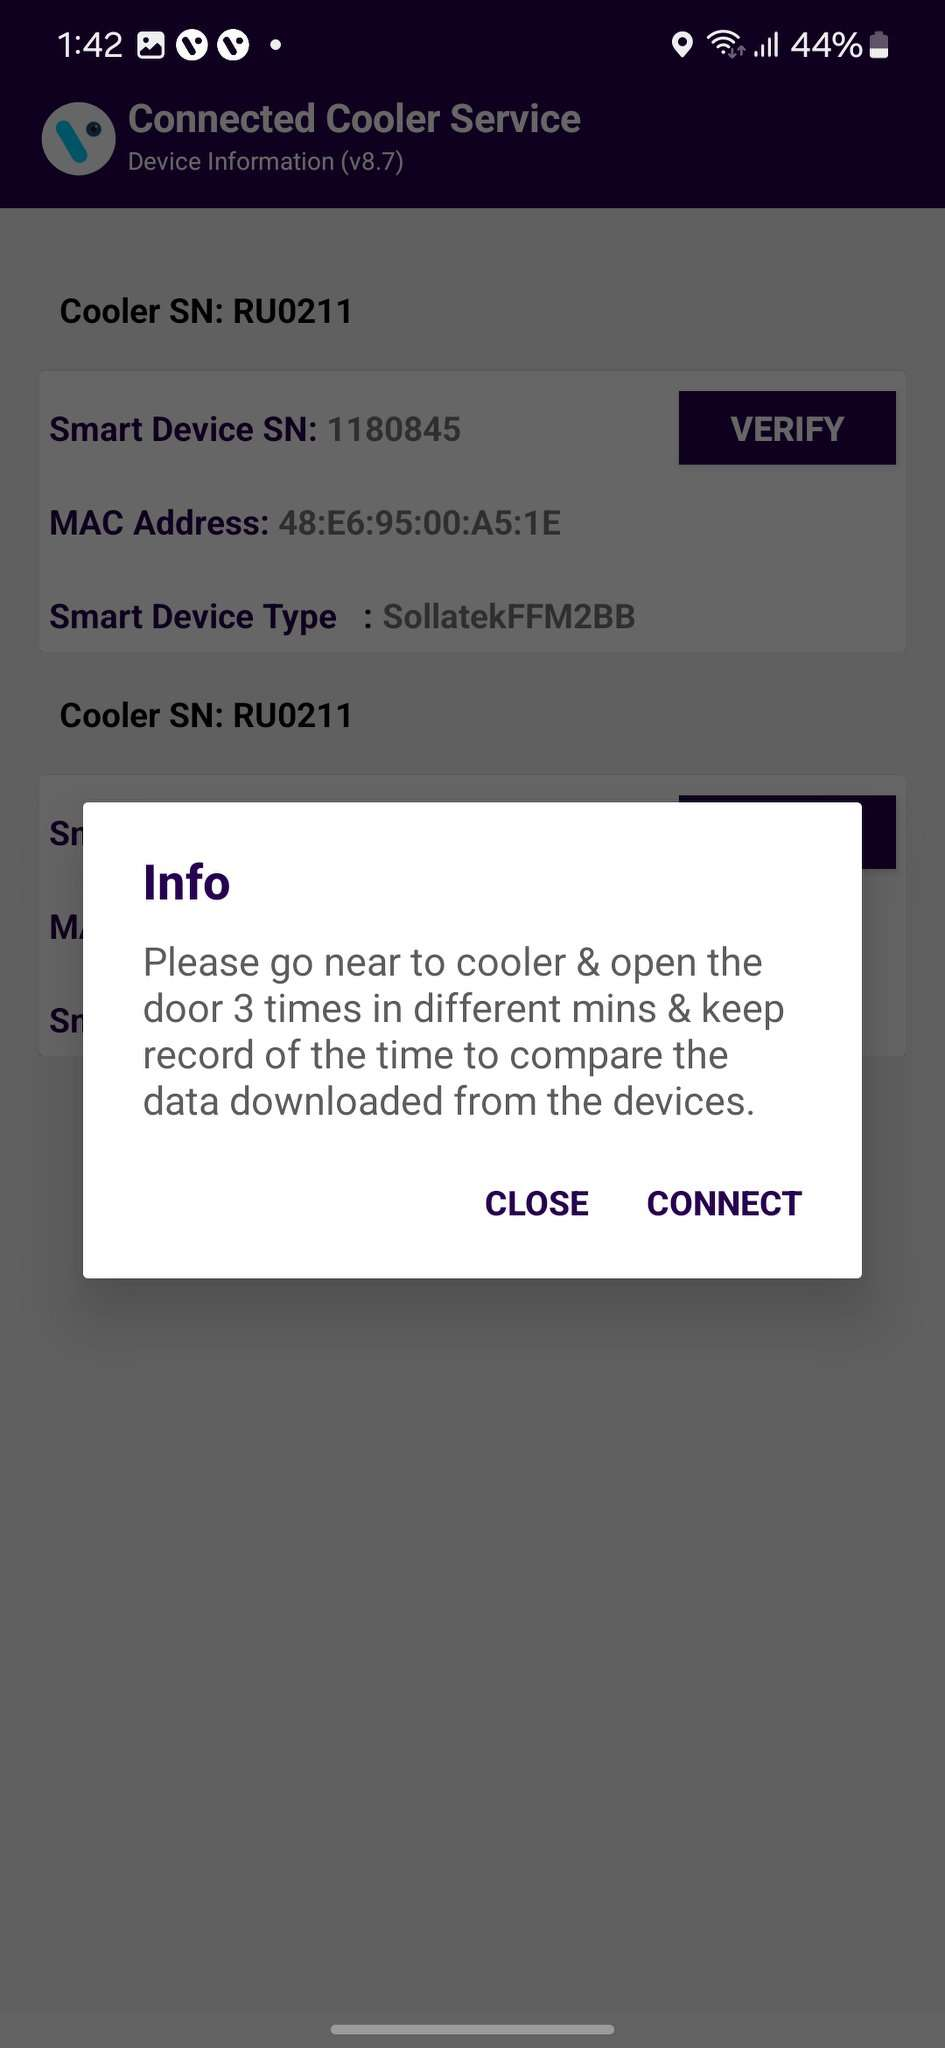 1:42
44%
Connected Cooler Service
Device Information (v8.7)
Cooler SN: RU0211
Smart Device SN: 1180845
VERIFY
MAC Address: 48:E6:95:00:A5:1E
Smart Device Type : SollatekFFM2BB
Cooler SN: RU0211
Info
Please go near to cooler & open the
door 3 times in different mins & keep
record of the time to compare the
data downloaded from the devices.
CLOSE CONNECT